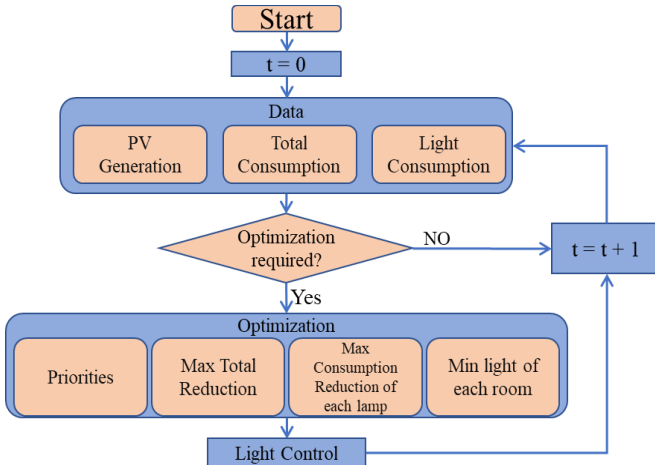 Start
t = 0
Data
PV
Generation
Total
Consumption
Light
Consumption
Optimization
required?
NO
t = t + 1
Yes
Optimization
Priorities
Max Total
Reduction
Max
Consumption
Reduction of
each lamp
Min light of
each room
Light Control